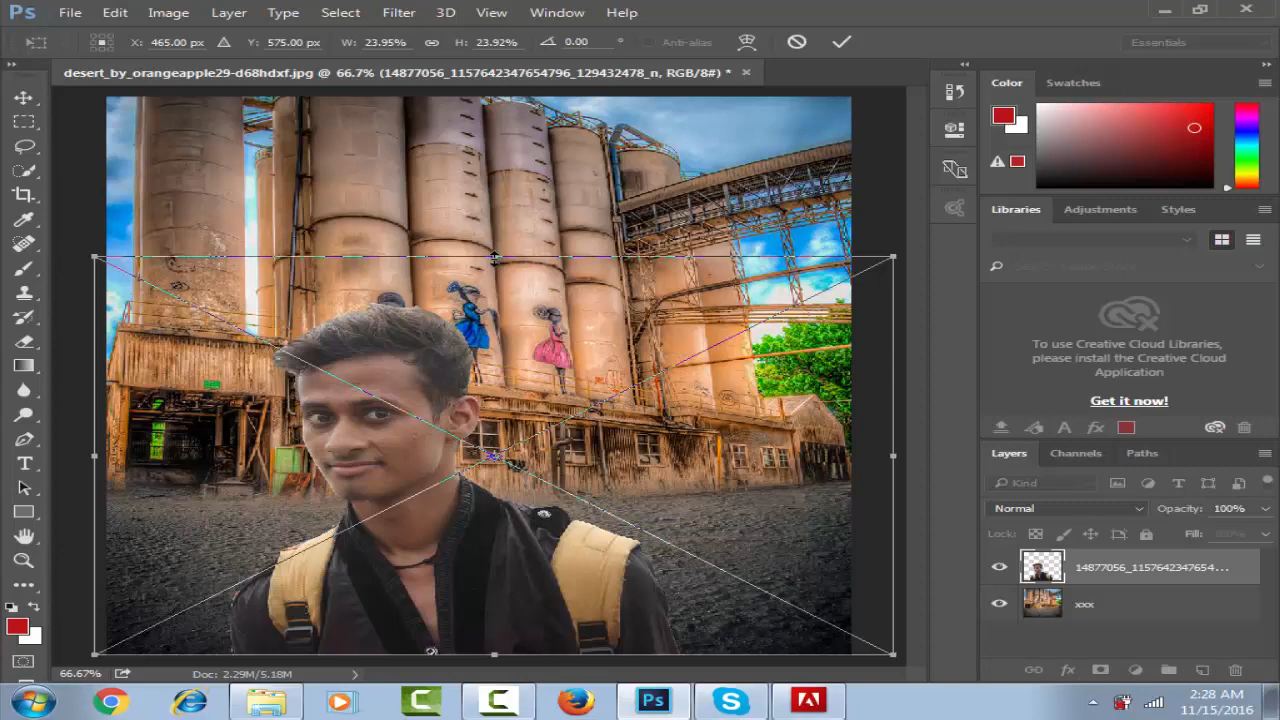 Ps File Edit Image Layer Type Select Filter 3D View Window Help
X: 465.00 px Y: 575.00 px W: 23.95% H: 23.92% 0.00 ° Anti-alias Essentials
desert_by_orangeapple29-d68hdxf.jpg @ 66.7% (14877056_1157642347654796_129432478_n, RGB/8#) *
Color Swatches
Libraries Adjustments Styles
To use Creative Cloud Libraries,
please install the Creative Cloud
Application
Get it now!
Layers Channels Paths
Kind
Normal Opacity: 100%
Lock: Fill: 100%
14877056_1157642347654...
xxx
66.67% Doc: 2.29M/5.18M
Ps
2:28 AM
11/15/2016